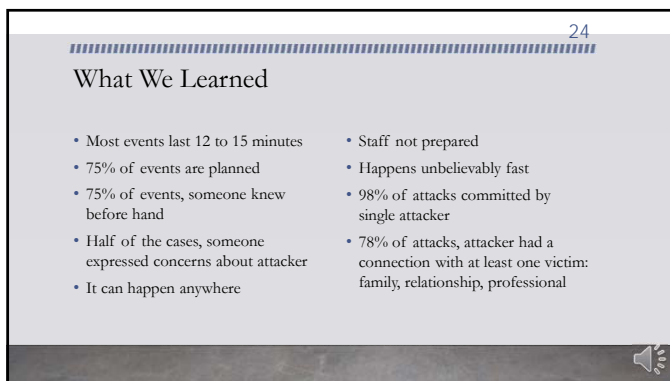 24
What We Learned
• Most events last 12 to 15 minutes
• 75% of events are planned
• 75% of events, someone knew
before hand
• Half of the cases, someone
expressed concerns about attacker
• It can happen anywhere
• Staff not prepared
• Happens unbelievably fast
• 98% of attacks committed by
single attacker
• 78% of attacks, attacker had a
connection with at least one victim:
family, relationship, professional